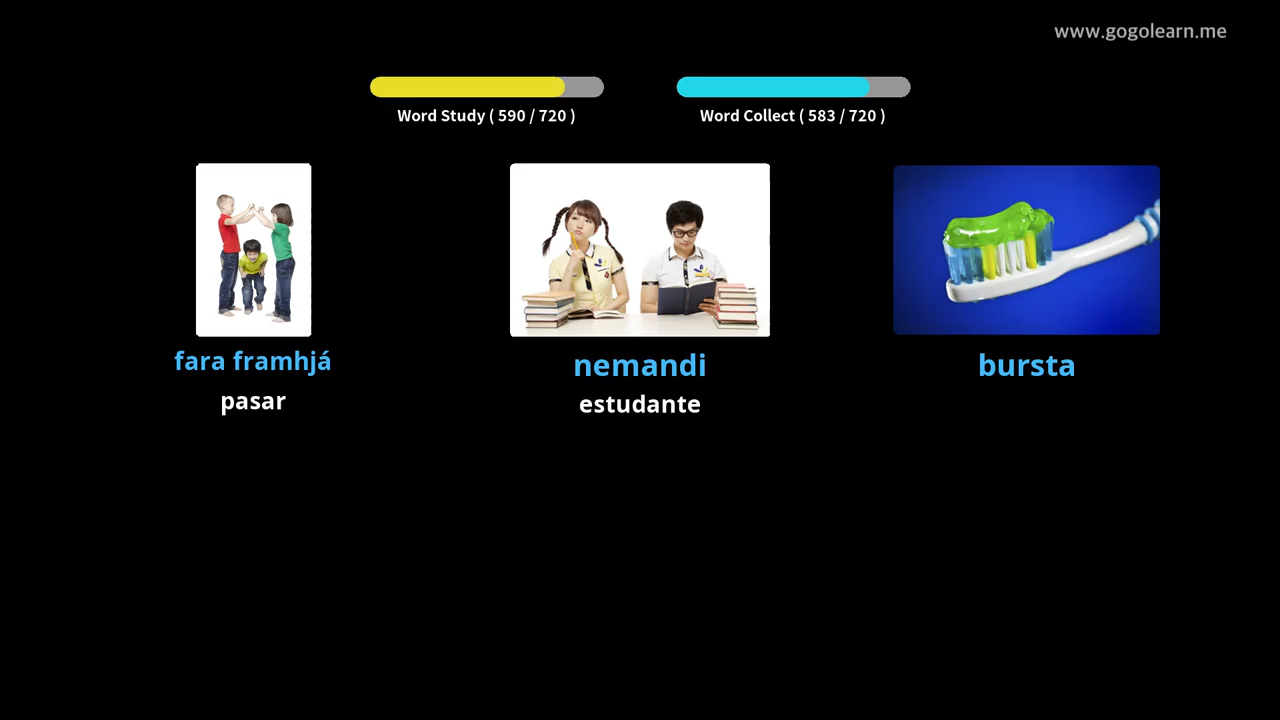 www.gogolearn.me
Word Study ( 590 / 720 )
Word Collect ( 583 / 720 )
fara framhjá
pasar
nemandi
estudante
bursta